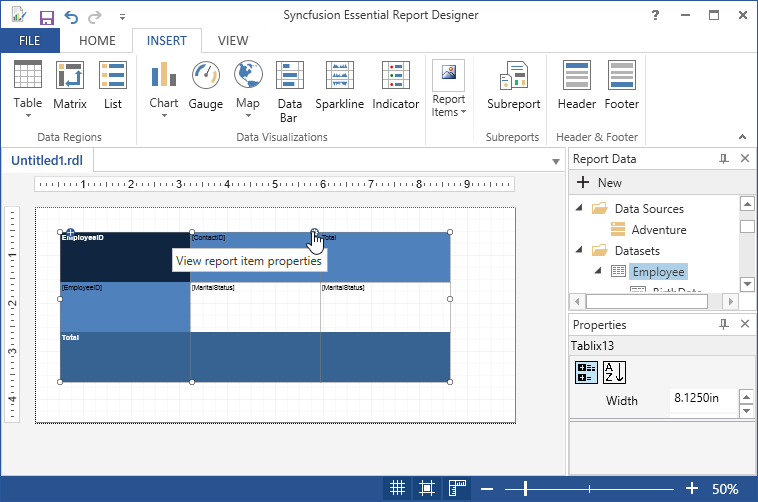 Syncfusion Essential Report Designer
?
FILE HOME INSERT VIEW
Table Matrix List Chart Gauge Map Data Bar Sparkline Indicator Report Items Subreport Header Footer
Data Regions Data Visualizations Subreports Header & Footer
Untitled1.rdl
Report Data
1 2 3 4 5 6 7 8 9
New
Data Sources
Adventure
Datasets
Employee
BirthDate
1 2 3 4
EmployeeID [ContactID] Total
View report item properties
[EmployeeID] [MaritalStatus] [MaritalStatus]
Total
Properties
Tablix13
A
Z
Width 8.1250in
50%